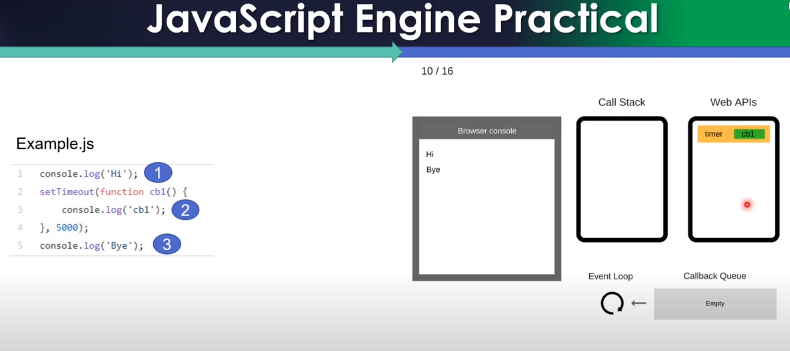 JavaScript Engine Practical
10 / 16
Example.js
1 console.log('Hi'); 1
2 setTimeout(function cb1() {
3 console.log('cb1'); 2
4 }, 5000);
5 console.log('Bye'); 3
Browser console
Hi
Bye
Call Stack
Web APIs
timer cb1
Event Loop
Callback Queue
Empty